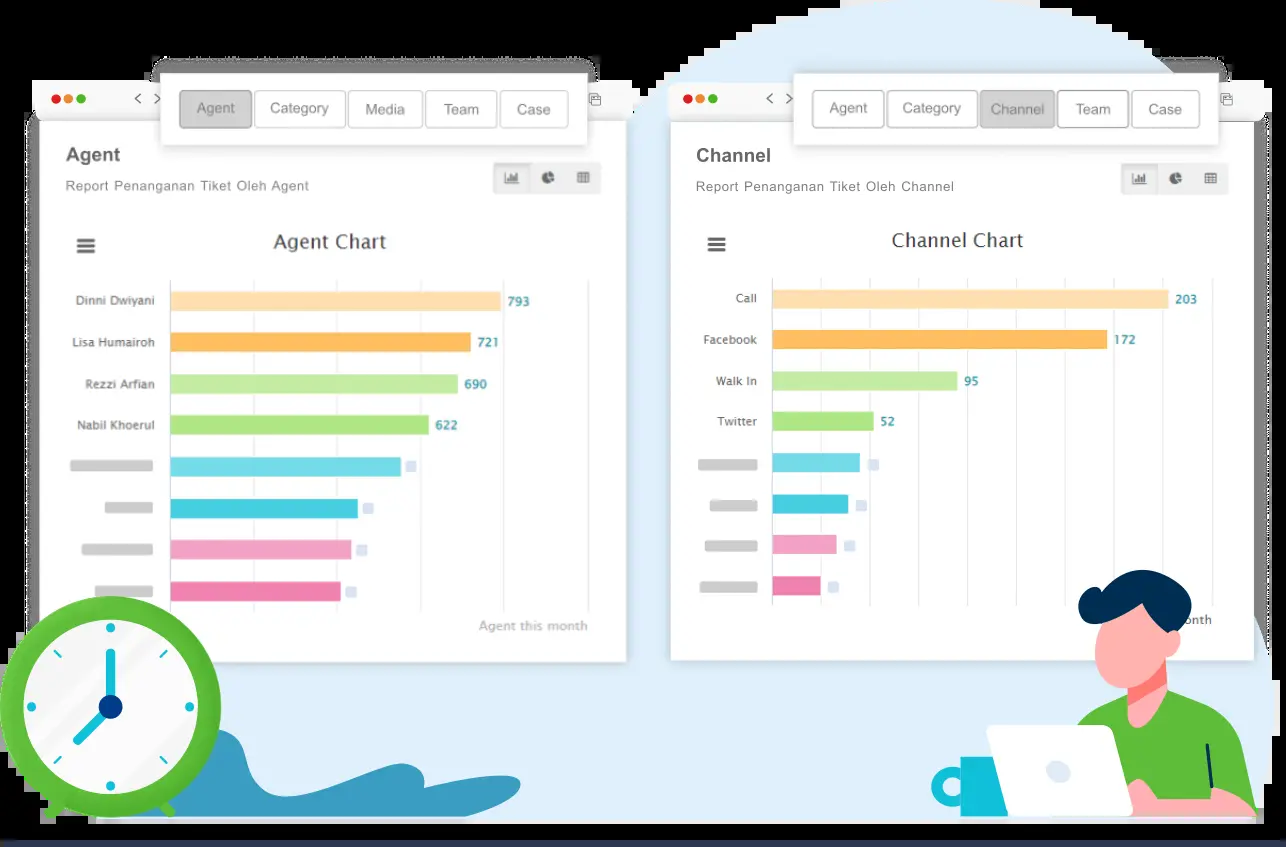 Agent Category Media Team Case
Agent
Report Penanganan Tiket Oleh Agent
Agent Chart
Dinni Dwiyani 793
Lisa Humairoh 721
Rezzi Arfian 690
Nabil Khoerul 622
Agent this month
Agent Category Channel Team Case
Channel
Report Penanganan Tiket Oleh Channel
Channel Chart
Call 203
Facebook 172
Walk In 95
Twitter 52